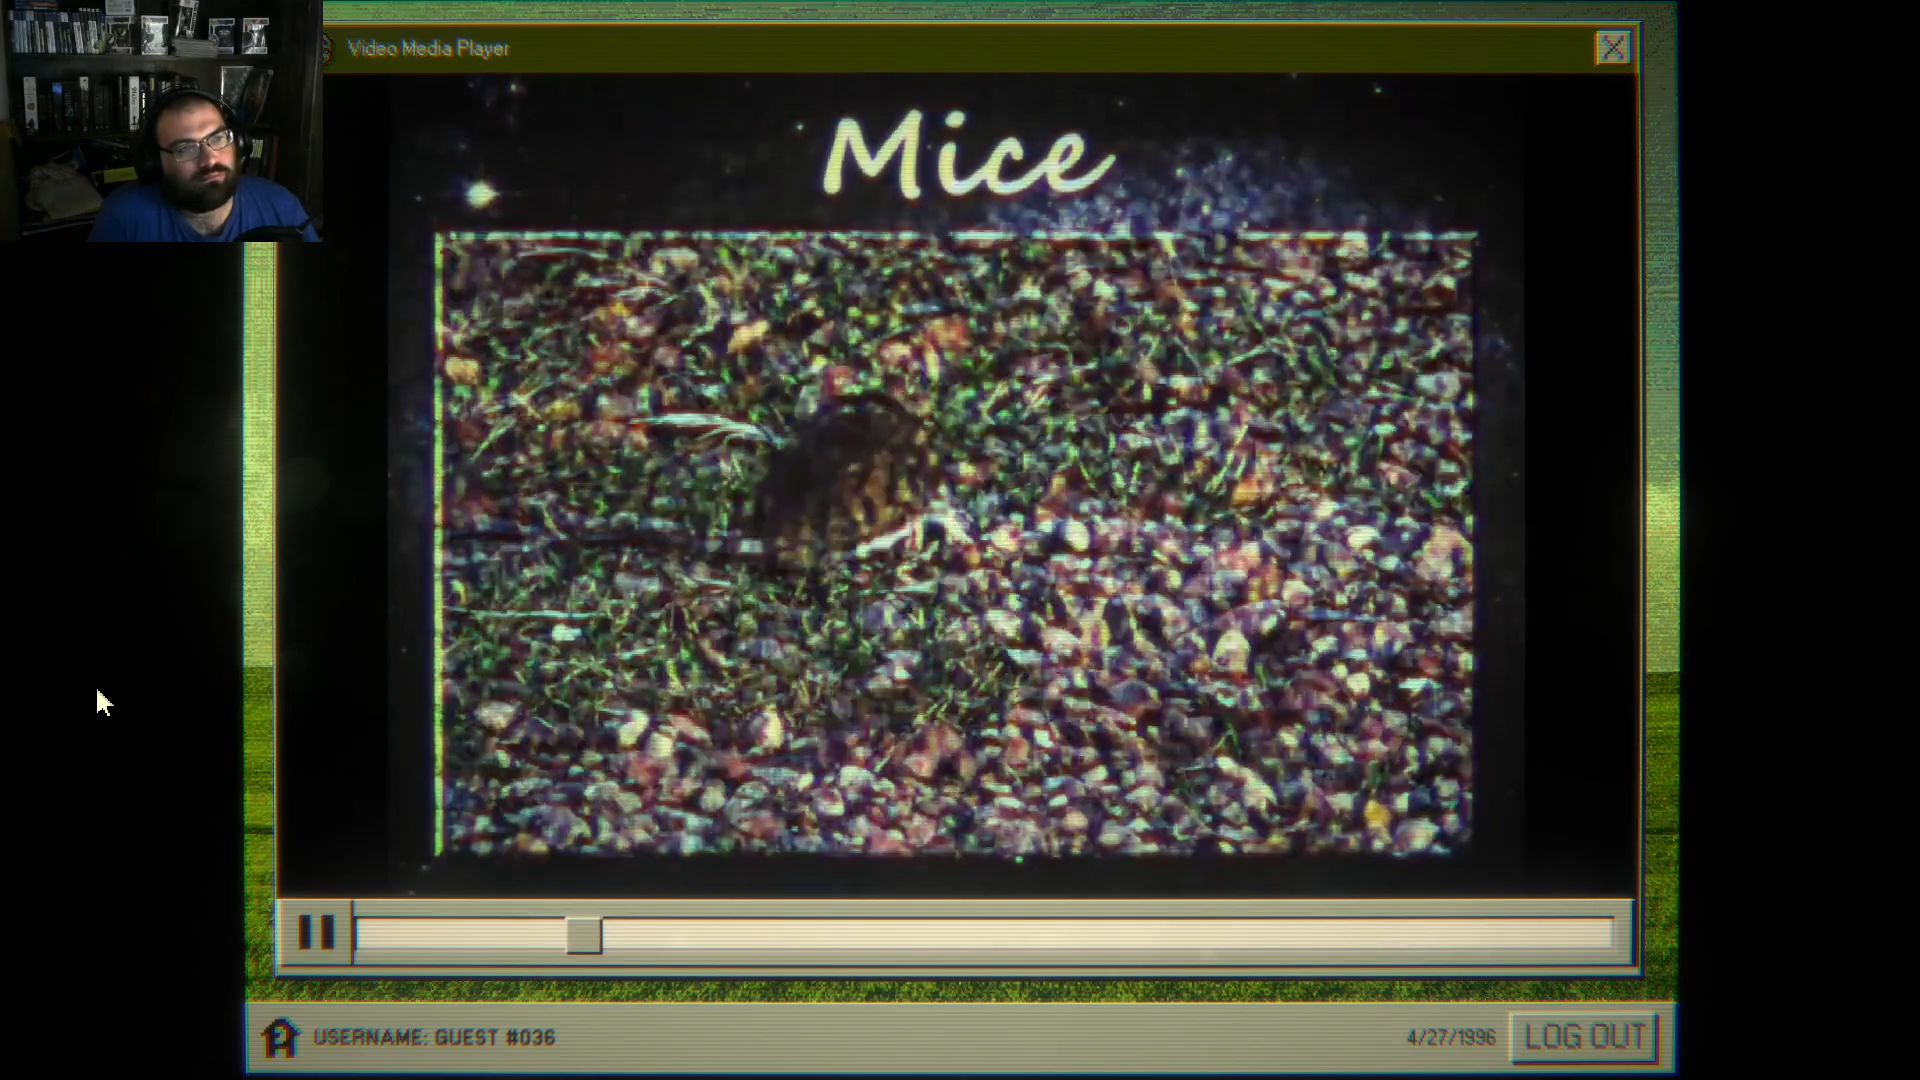 Video Media Player
Mice
USERNAME: GUEST #036
4/27/1996
LOG OUT